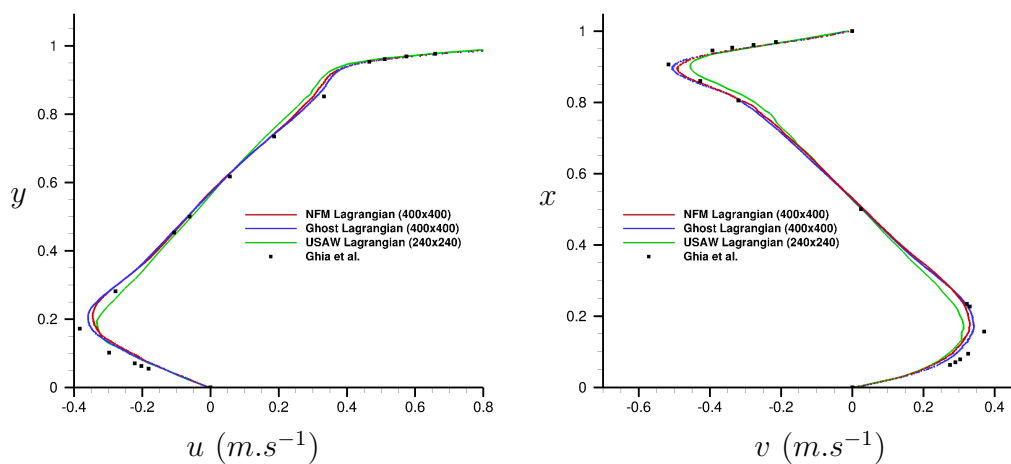 1
0.8
0.6
0.4
0.2
0
y
-0.4
-0.2
0
0.2
0.4
0.6
0.8
u (m.s⁻¹)
NFM Lagrangian (400x400)
Ghost Lagrangian (400x400)
USAW Lagrangian (240x240)
Ghia et al.
1
0.8
0.6
0.4
0.2
0
x
-0.6
-0.4
-0.2
0
0.2
0.4
v (m.s⁻¹)
NFM Lagrangian (400x400)
Ghost Lagrangian (400x400)
USAW Lagrangian (240x240)
Ghia et al.